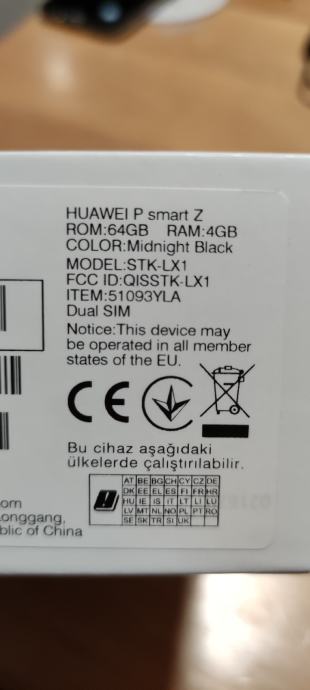 HUAWEI P smart Z
ROM:64GB RAM:4GB
COLOR:Midnight Black
MODEL:STK-LX1
FCC ID:QISSTK-LX1
ITEM:51093YLA
Dual SIM
Notice:This device may
be operated in all member
states of the EU.
CE
Bu cihaz aşağıdaki
ülkelerde çalıştırılabilir.
AT BE BG CH CY CZ DE
DK EE EL ES FI FR HR
HU IE IS IT LT LI LU
LV MT NL NO PL PT RO
SE SK TR SI UK
om
onggang,
blic of China